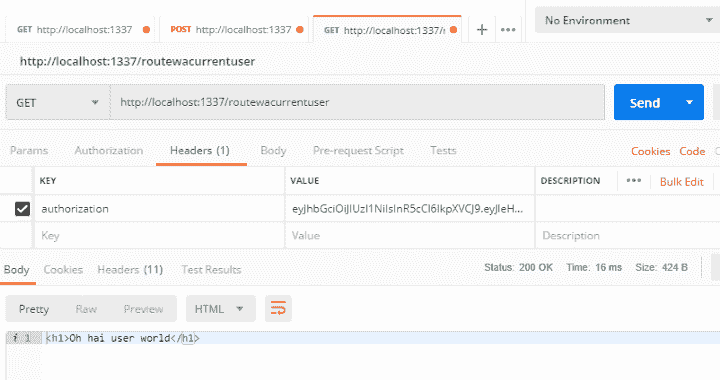 GET http://localhost:1337
POST http://localhost:1337
GET http://localhost:1337/r
No Environment
http://localhost:1337/routewacurrentuser
GET http://localhost:1337/routewacurrentuser Send
Params Authorization Headers (1) Body Pre-request Script Tests Cookies Code
KEY VALUE DESCRIPTION Bulk Edit
authorization
Key Value Description
Body Cookies Headers (11) Test Results Status: 200 OK Time: 16 ms Size: 424 B
Pretty Raw Preview HTML
i 1 <h1>Oh hai user world</h1>